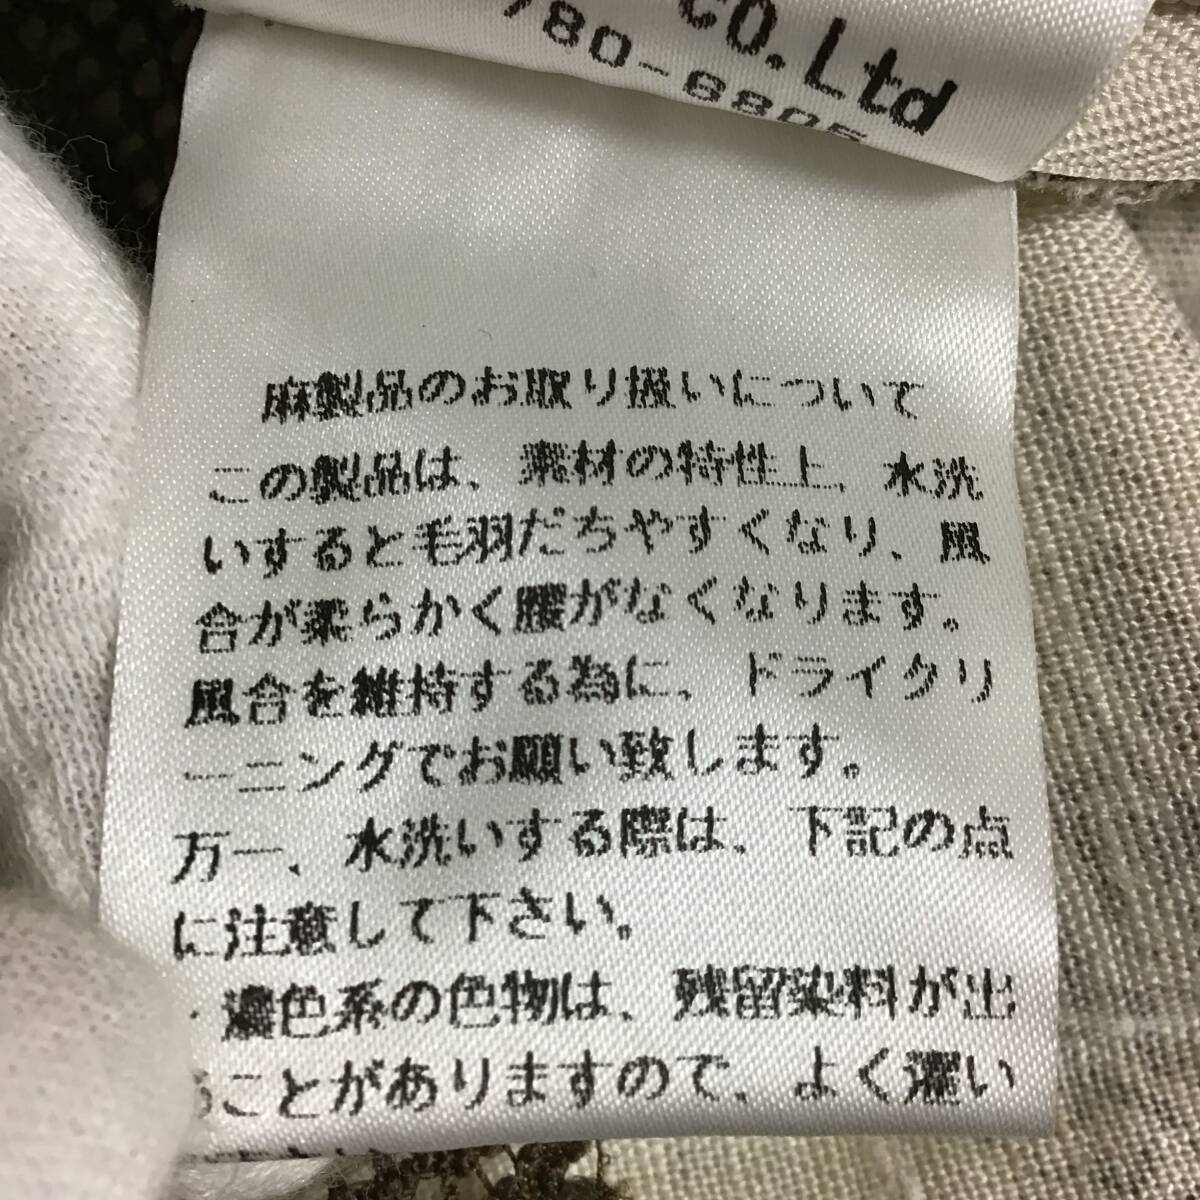 co.Ltd
麻製品のお取り扱いについて
この製品は、素材の特性上、水洗
いすると毛羽だちやすくなり、風
合が柔らかく腰がなくなります。
風合を維持する為に、ドライクリ
ーニングでお願い致します。
万一、水洗いする際は、下記の点
に注意して下さい。
・濃色系の色物は、残留染料が出
ることがありますので、よく濯い